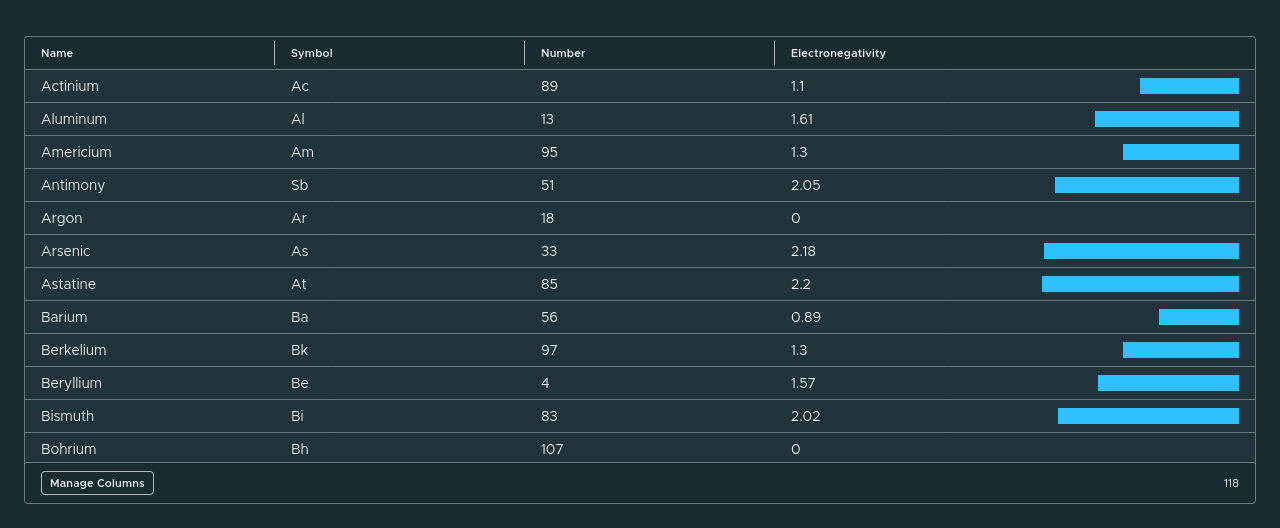 Name Symbol Number Electronegativity
Actinium Ac 89 1.1
Aluminum Al 13 1.61
Americium Am 95 1.3
Antimony Sb 51 2.05
Argon Ar 18 0
Arsenic As 33 2.18
Astatine At 85 2.2
Barium Ba 56 0.89
Berkelium Bk 97 1.3
Beryllium Be 4 1.57
Bismuth Bi 83 2.02
Bohrium Bh 107 0
Manage Columns 118